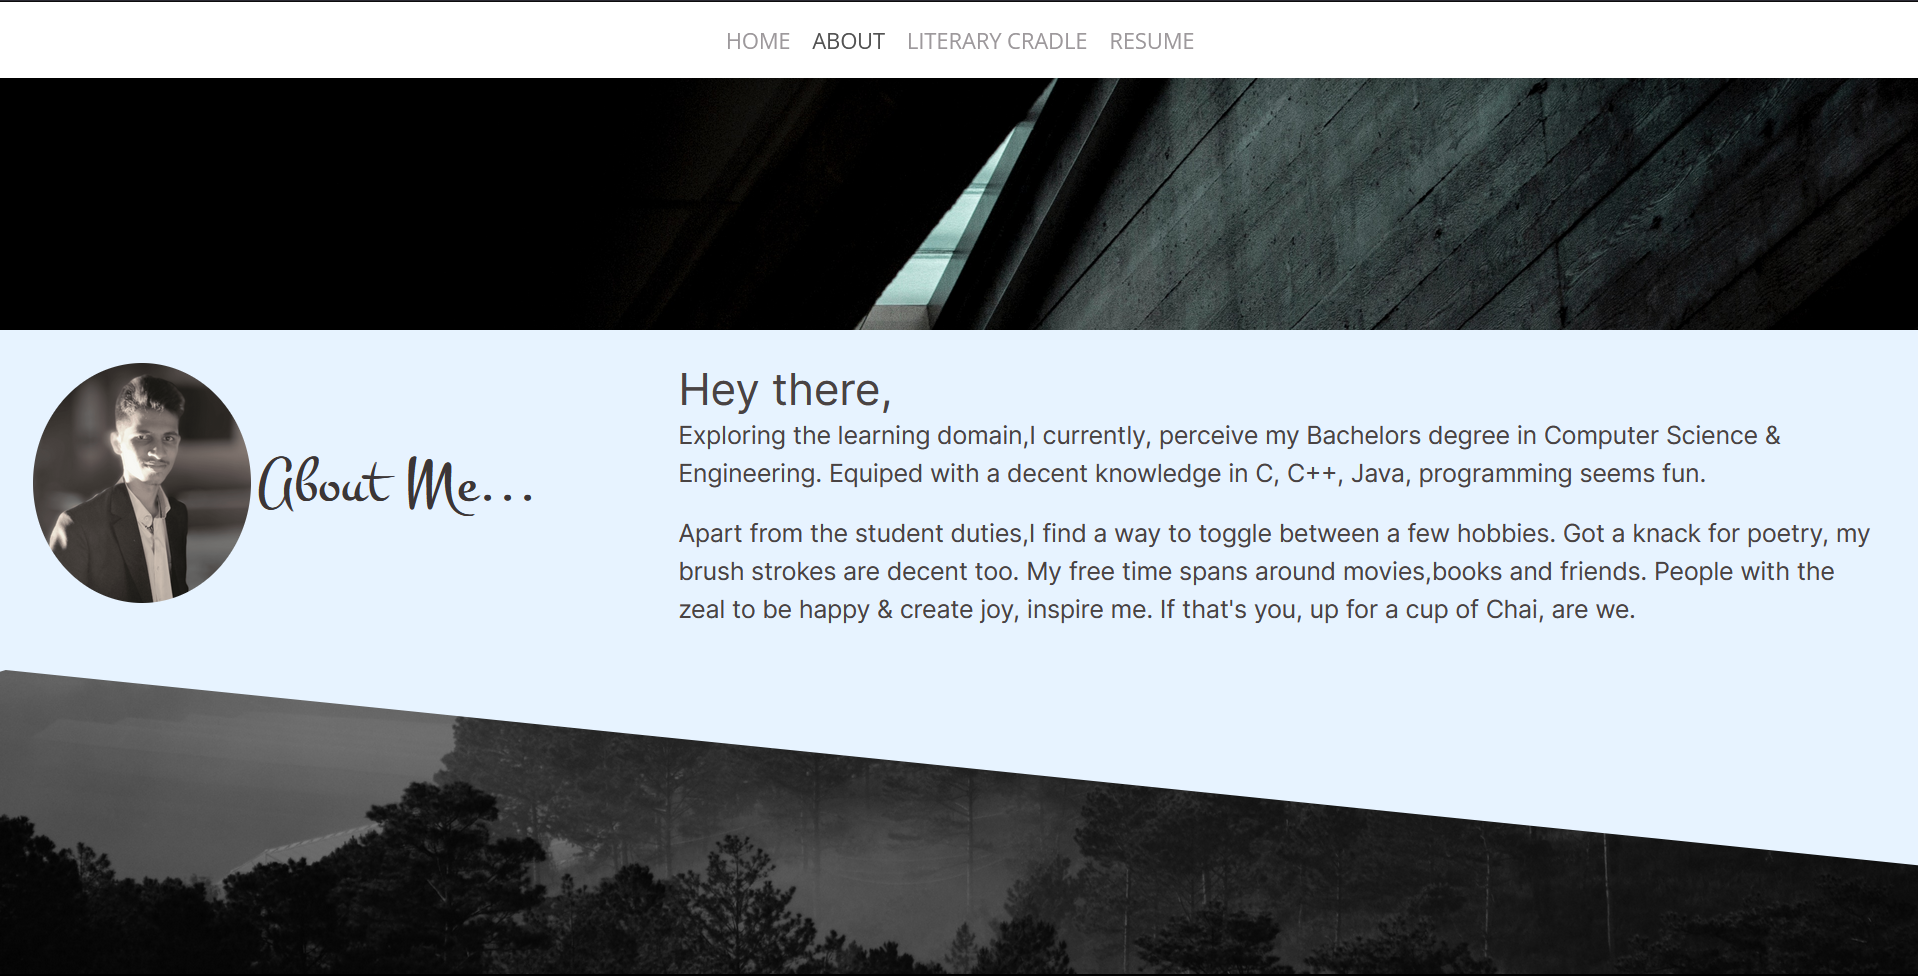 HOME ABOUT LITERARY CRADLE RESUME
About Me...
Hey there,
Exploring the learning domain,I currently, perceive my Bachelors degree in Computer Science &
Engineering. Equiped with a decent knowledge in C, C++, Java, programming seems fun.
Apart from the student duties,I find a way to toggle between a few hobbies. Got a knack for poetry, my
brush strokes are decent too. My free time spans around movies,books and friends. People with the
zeal to be happy & create joy, inspire me. If that's you, up for a cup of Chai, are we.